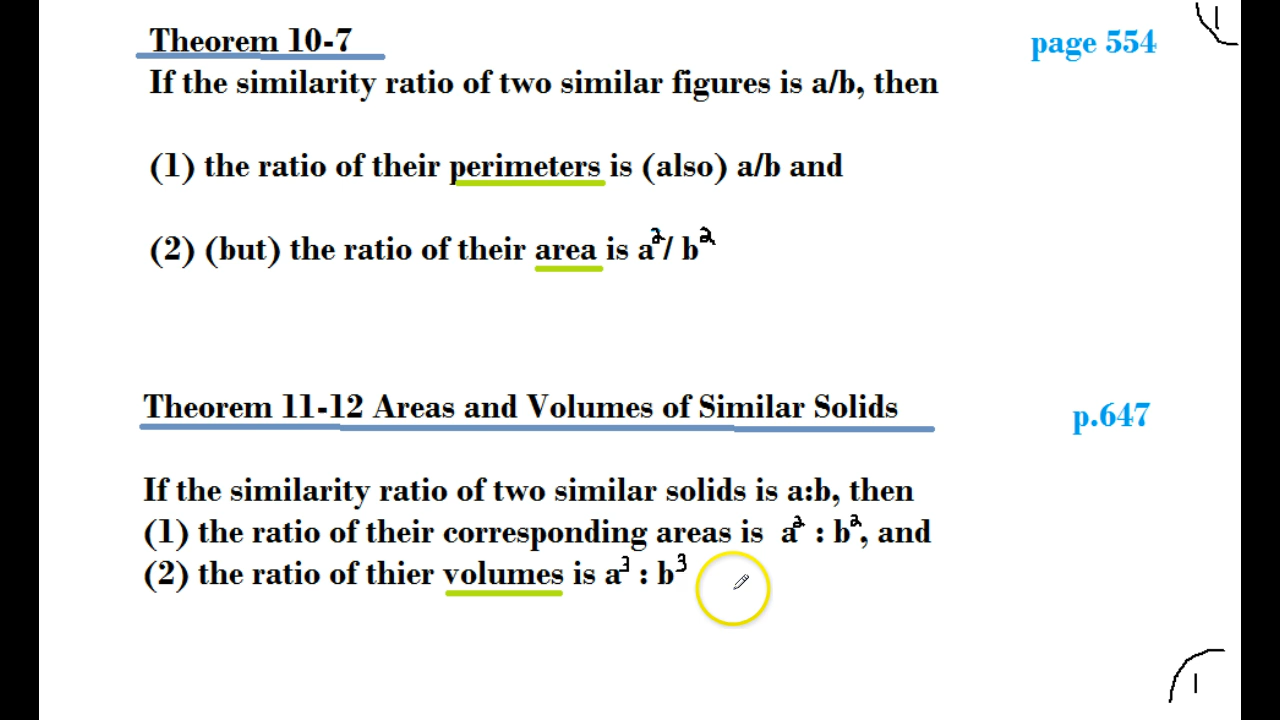 1
Theorem 10-7
page 554
If the similarity ratio of two similar figures is a/b, then
(1) the ratio of their perimeters is (also) a/b and
(2) (but) the ratio of their area is a²/ b²
Theorem 11-12 Areas and Volumes of Similar Solids
p.647
If the similarity ratio of two similar solids is a:b, then
(1) the ratio of their corresponding areas is a² : b², and
(2) the ratio of thier volumes is a³ : b³
1